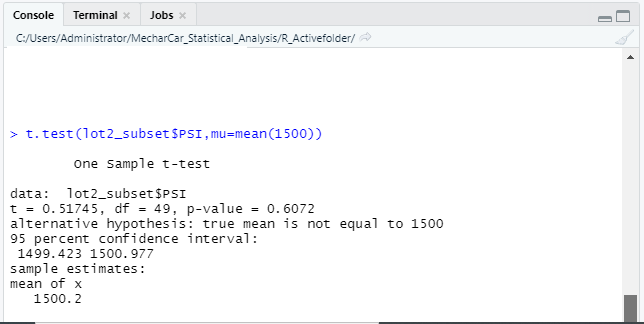 Console Terminal × Jobs ×
C:/Users/Administrator/MecharCar_Statistical_Analysis/R_Activefolder/
> t.test(lot2_subset$PSI,mu=mean(1500))
One Sample t-test
data: lot2_subset$PSI
t = 0.51745, df = 49, p-value = 0.6072
alternative hypothesis: true mean is not equal to 1500
95 percent confidence interval:
1499.423 1500.977
sample estimates:
mean of x
1500.2